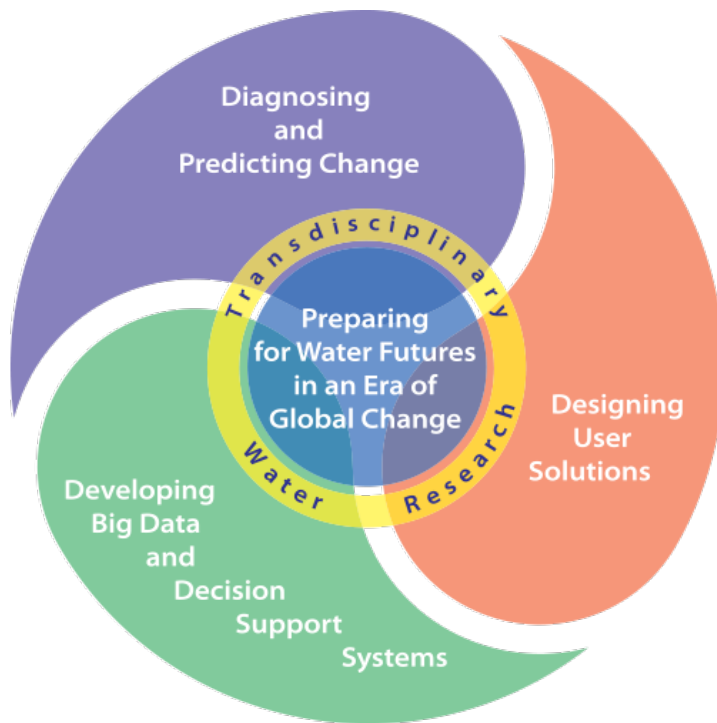 Diagnosing
and
Predicting Change
Transdisciplinary
Water
Research
Preparing
for Water Futures
in an Era of
Global Change
Designing
User
Solutions
Developing
Big Data
and
Decision
Support
Systems